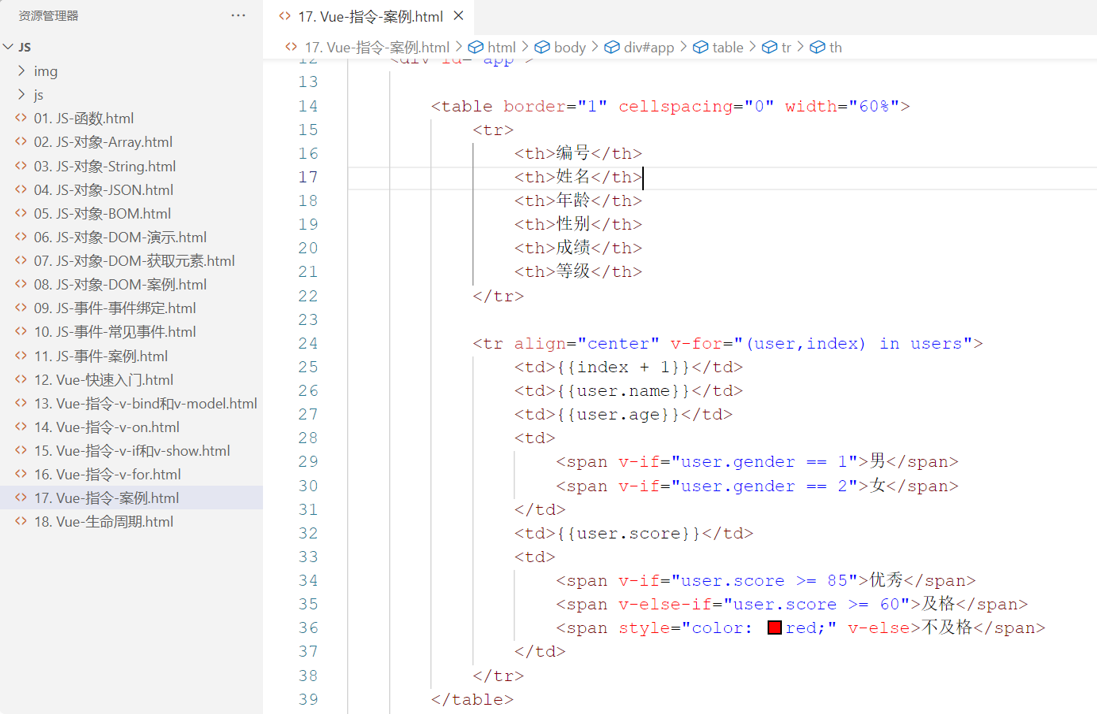 资源管理器 ···
JS
img
js
01. JS-函数.html
02. JS-对象-Array.html
03. JS-对象-String.html
04. JS-对象-JSON.html
05. JS-对象-BOM.html
06. JS-对象-DOM-演示.html
07. JS-对象-DOM-获取元素.html
08. JS-对象-DOM-案例.html
09. JS-事件-事件绑定.html
10. JS-事件-常见事件.html
11. JS-事件-案例.html
12. Vue-快速入门.html
13. Vue-指令-v-bind和v-model.html
14. Vue-指令-v-on.html
15. Vue-指令-v-if和v-show.html
16. Vue-指令-v-for.html
17. Vue-指令-案例.html
18. Vue-生命周期.html
17. Vue-指令-案例.html
17. Vue-指令-案例.html > html > body > div#app > table > tr > th
12 <div id="app">
13
14 <table border="1" cellspacing="0" width="60%">
15 <tr>
16 <th>编号</th>
17 <th>姓名</th>
18 <th>年龄</th>
19 <th>性别</th>
20 <th>成绩</th>
21 <th>等级</th>
22 </tr>
23
24 <tr align="center" v-for="(user,index) in users">
25 <td>{{index + 1}}</td>
26 <td>{{user.name}}</td>
27 <td>{{user.age}}</td>
28 <td>
29 <span v-if="user.gender == 1">男</span>
30 <span v-if="user.gender == 2">女</span>
31 </td>
32 <td>{{user.score}}</td>
33 <td>
34 <span v-if="user.score >= 85">优秀</span>
35 <span v-else-if="user.score >= 60">及格</span>
36 <span style="color: red;" v-else>不及格</span>
37 </td>
38 </tr>
39 </table>